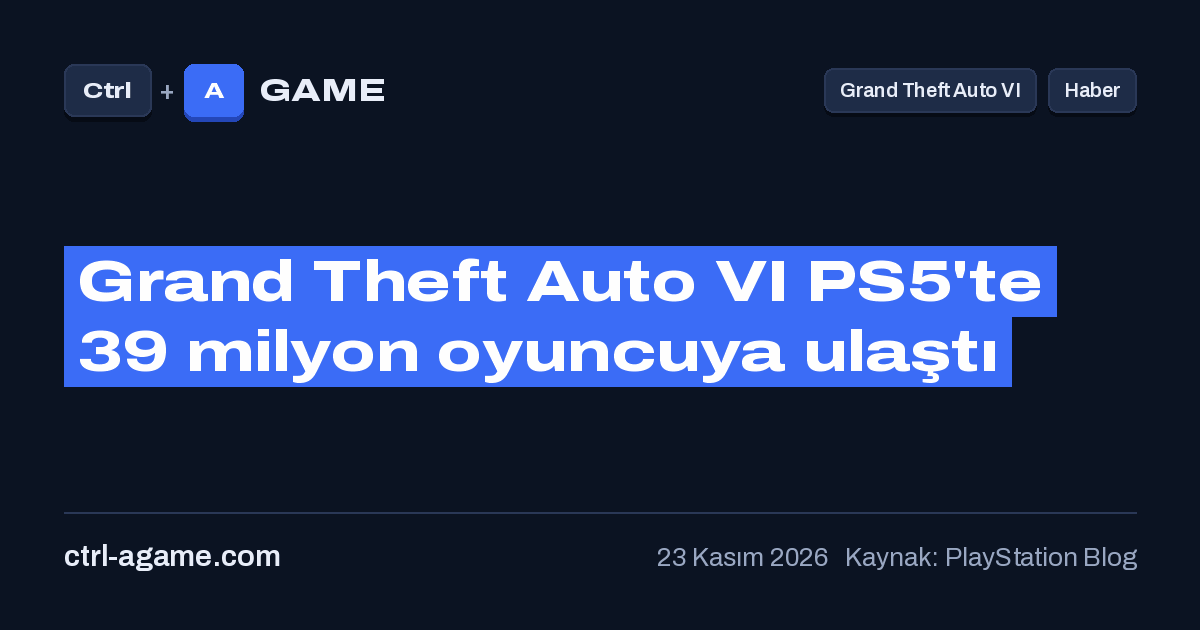 Ctrl + A GAME
Grand Theft Auto VI Haber
Grand Theft Auto VI PS5'te
39 milyon oyuncuya ulaştı
ctrl-agame.com
23 Kasım 2026 Kaynak: PlayStation Blog